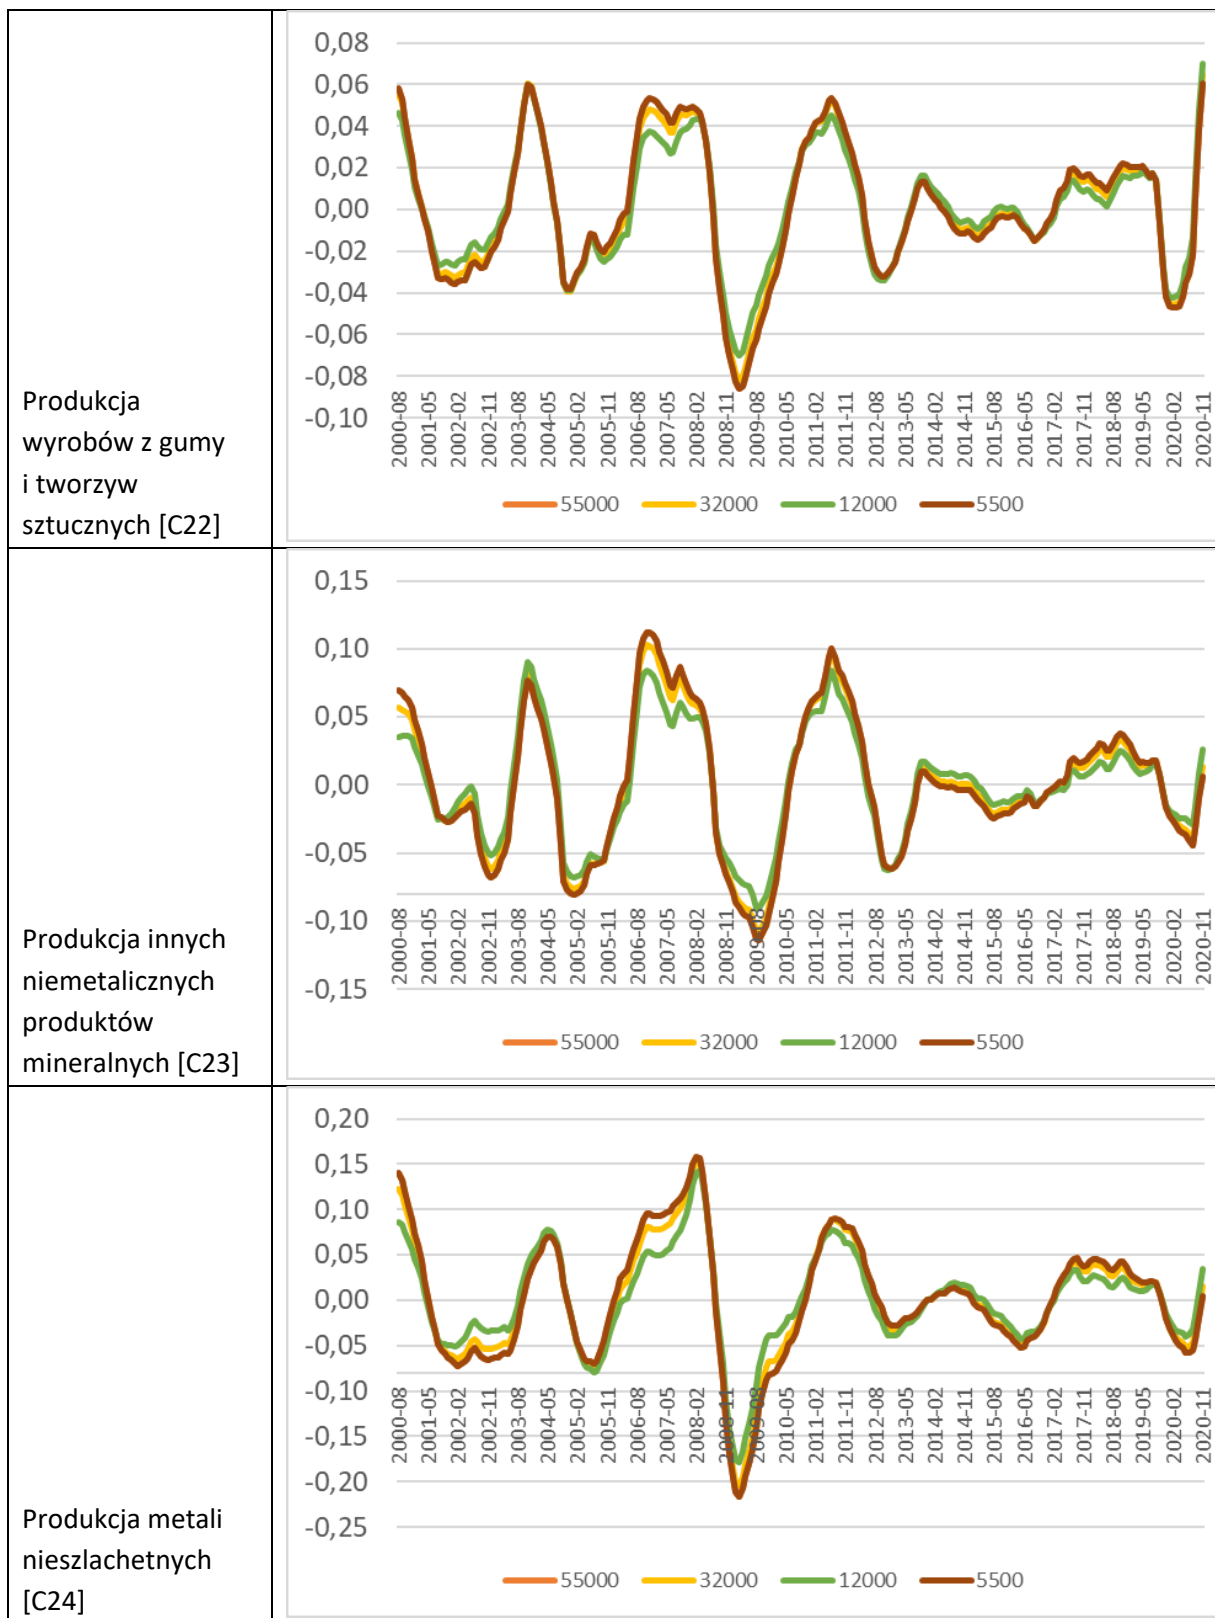 0,08
0,06
0,04
0,02
0,00
-0,02
-0,04
-0,06
-0,08
-0,10
2000-08 2001-05 2002-02 2002-11 2003-08 2004-05 2005-02 2005-11 2006-08 2007-05 2008-02 2008-11 2009-08 2010-05 2011-02 2011-11 2012-08 2013-05 2014-02 2014-11 2015-08 2016-05 2017-02 2017-11 2018-08 2019-05 2020-02 2020-11
55000 32000 12000 5500
Produkcja
wyrobów z gumy
i tworzyw
sztucznych [C22]
0,15
0,10
0,05
0,00
-0,05
-0,10
-0,15
2000-08 2001-05 2002-02 2002-11 2003-08 2004-05 2005-02 2005-11 2006-08 2007-05 2008-02 2008-11 2009-08 2010-05 2011-02 2011-11 2012-08 2013-05 2014-02 2014-11 2015-08 2016-05 2017-02 2017-11 2018-08 2019-05 2020-02 2020-11
55000 32000 12000 5500
Produkcja innych
niemetalicznych
produktów
mineralnych [C23]
0,20
0,15
0,10
0,05
0,00
-0,05
-0,10
-0,15
-0,20
-0,25
2000-08 2001-05 2002-02 2002-11 2003-08 2004-05 2005-02 2005-11 2006-08 2007-05 2008-02 2008-11 2009-08 2010-05 2011-02 2011-11 2012-08 2013-05 2014-02 2014-11 2015-08 2016-05 2017-02 2017-11 2018-08 2019-05 2020-02 2020-11
55000 32000 12000 5500
Produkcja metali
nieszlachetnych
[C24]